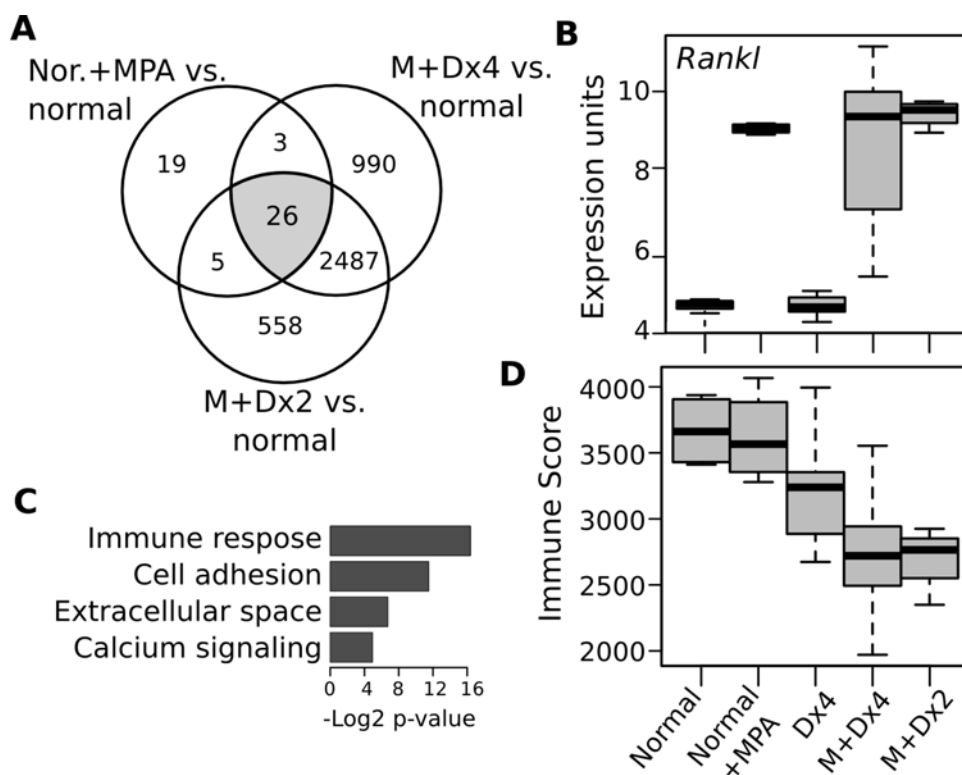 A
Nor.+MPA vs.
normal
M+Dx4 vs.
normal
19
3
990
26
5
2487
558
M+Dx2 vs.
normal
B
Rankl
Expression units
10
8
6
4
C
Immune respose
Cell adhesion
Extracellular space
Calcium signaling
0 4 8 12 16
-Log2 p-value
D
Immune Score
4000
3500
3000
2500
2000
Normal
Normal
+MPA
Dx4
M+Dx4
M+Dx2